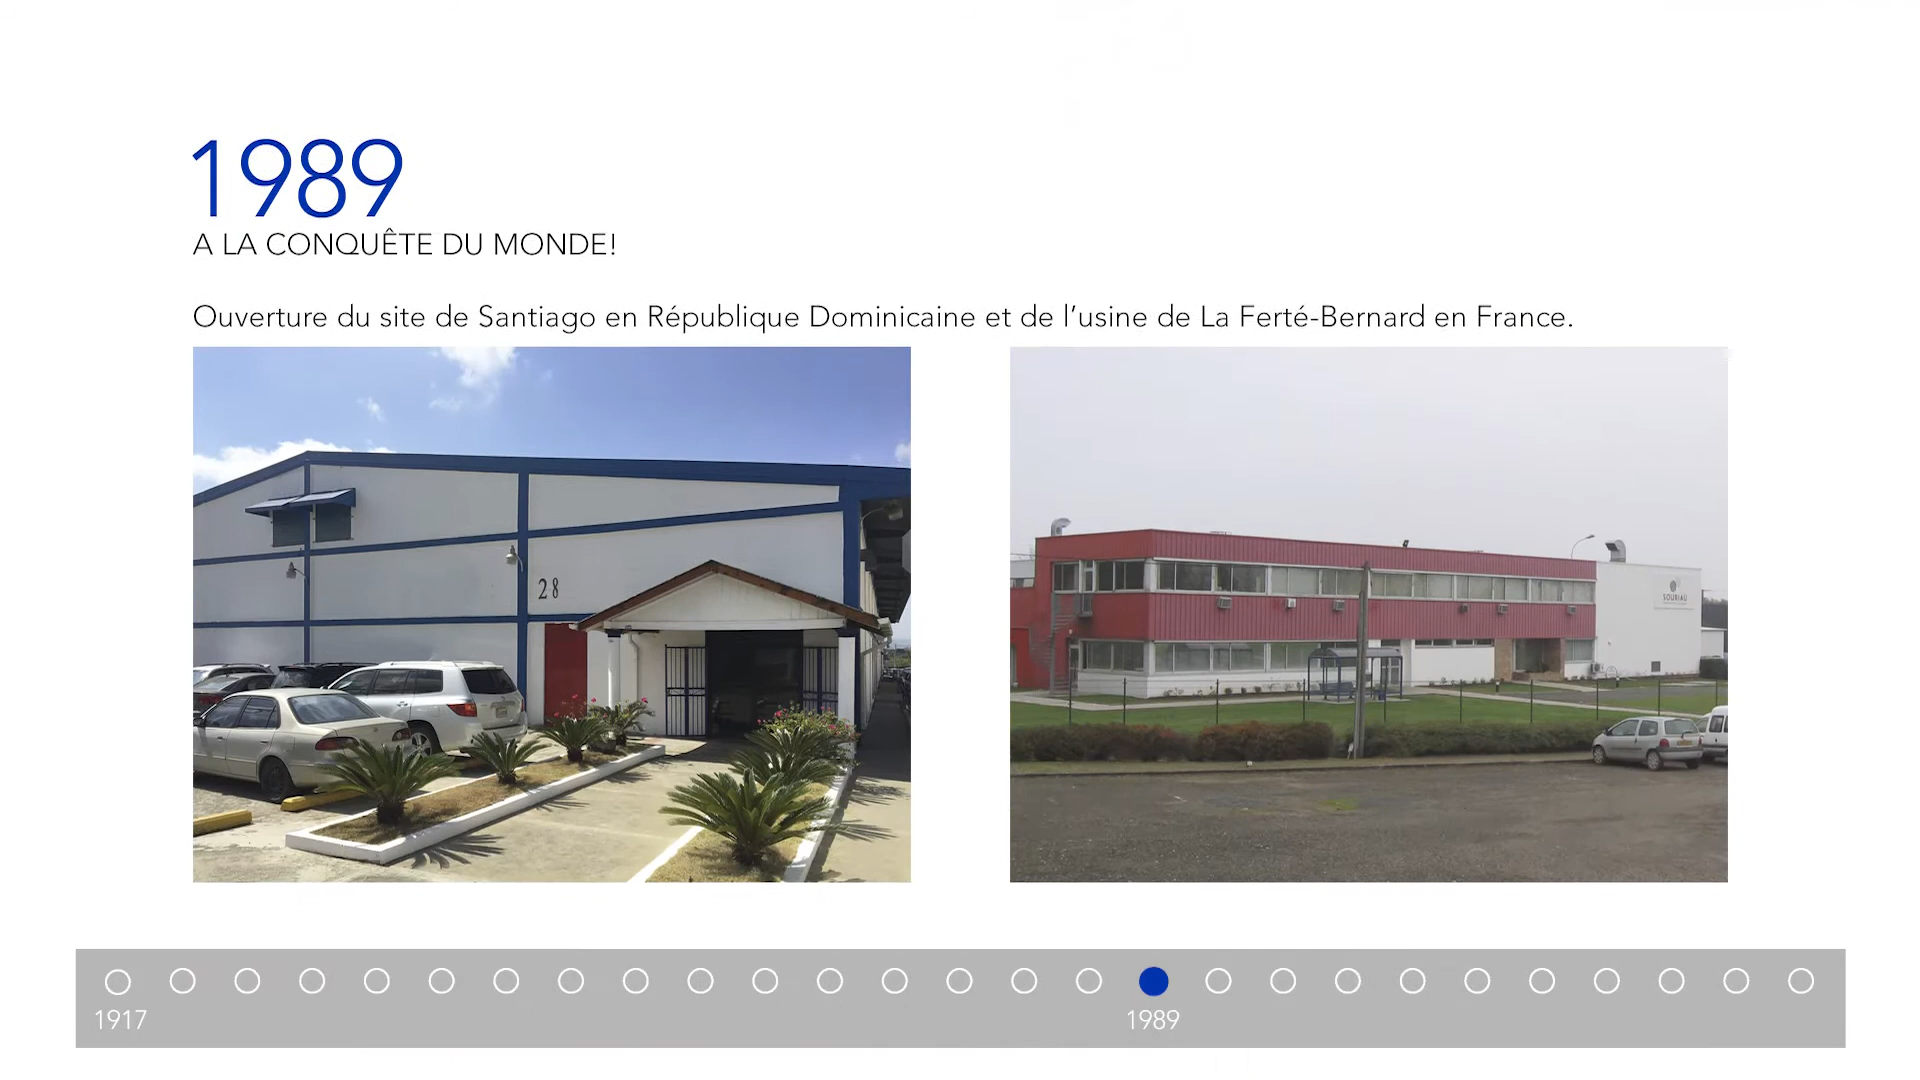 1989
A LA CONQUÊTE DU MONDE!
Ouverture du site de Santiago en République Dominicaine et de l’usine de La Ferté-Bernard en France.
28
SOURIAU
1917
1989